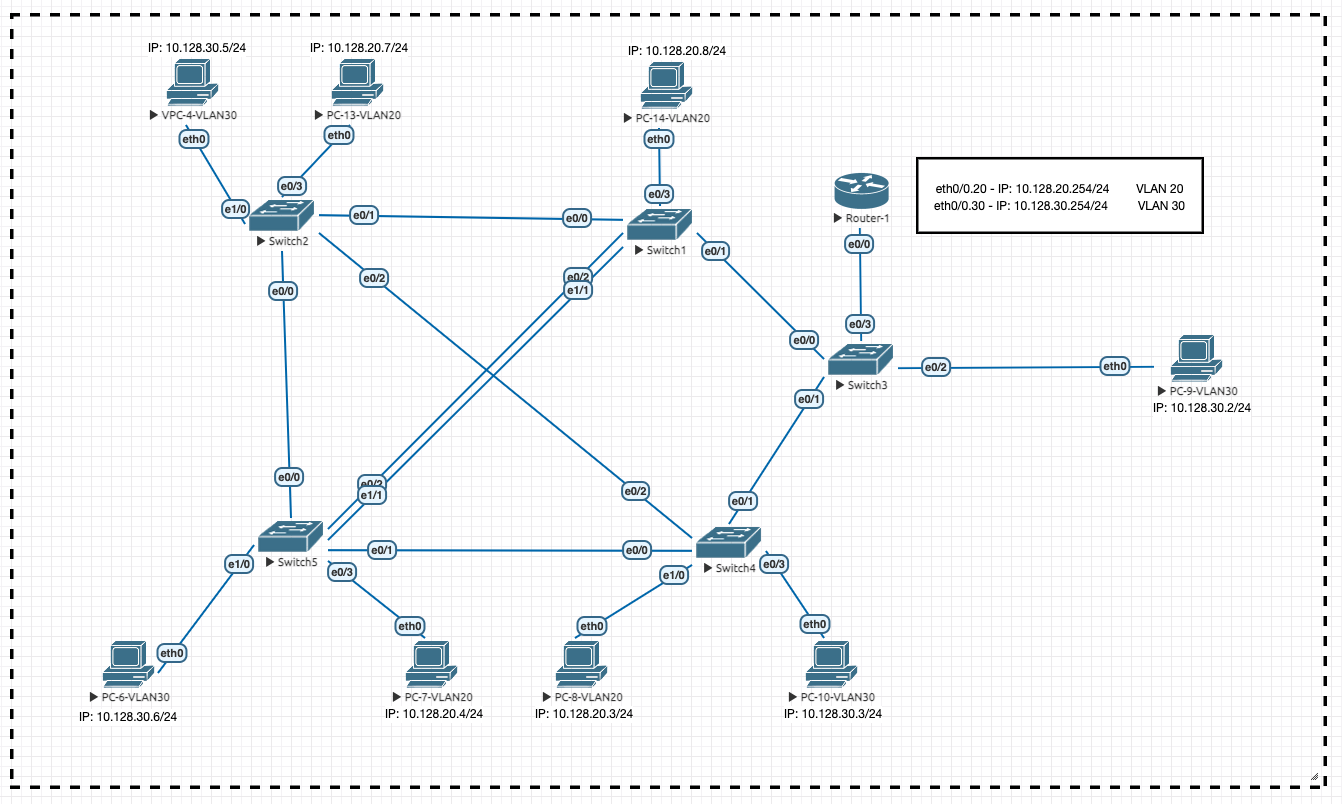 IP: 10.128.30.5/24
IP: 10.128.20.7/24
IP: 10.128.20.8/24
VPC-4-VLAN30
PC-13-VLAN20
PC-14-VLAN20
eth0
eth0
eth0
e1/0
e0/3
e0/3
Switch2
e0/1
e0/0
Switch1
Router-1
eth0/0.20 - IP: 10.128.20.254/24 VLAN 20
eth0/0.30 - IP: 10.128.30.254/24 VLAN 30
e0/0
e0/2
e0/2
e1/1
e0/1
e0/0
e0/3
e0/0
Switch3
e0/2
eth0
PC-9-VLAN30
IP: 10.128.30.2/24
e0/1
e0/0
e0/2
e1/1
e0/2
e0/1
Switch5
e0/1
e0/0
Switch4
e1/0
e0/3
e1/0
e0/3
eth0
eth0
eth0
eth0
PC-6-VLAN30
PC-7-VLAN20
PC-8-VLAN20
PC-10-VLAN30
IP: 10.128.30.6/24
IP: 10.128.20.4/24
IP: 10.128.20.3/24
IP: 10.128.30.3/24